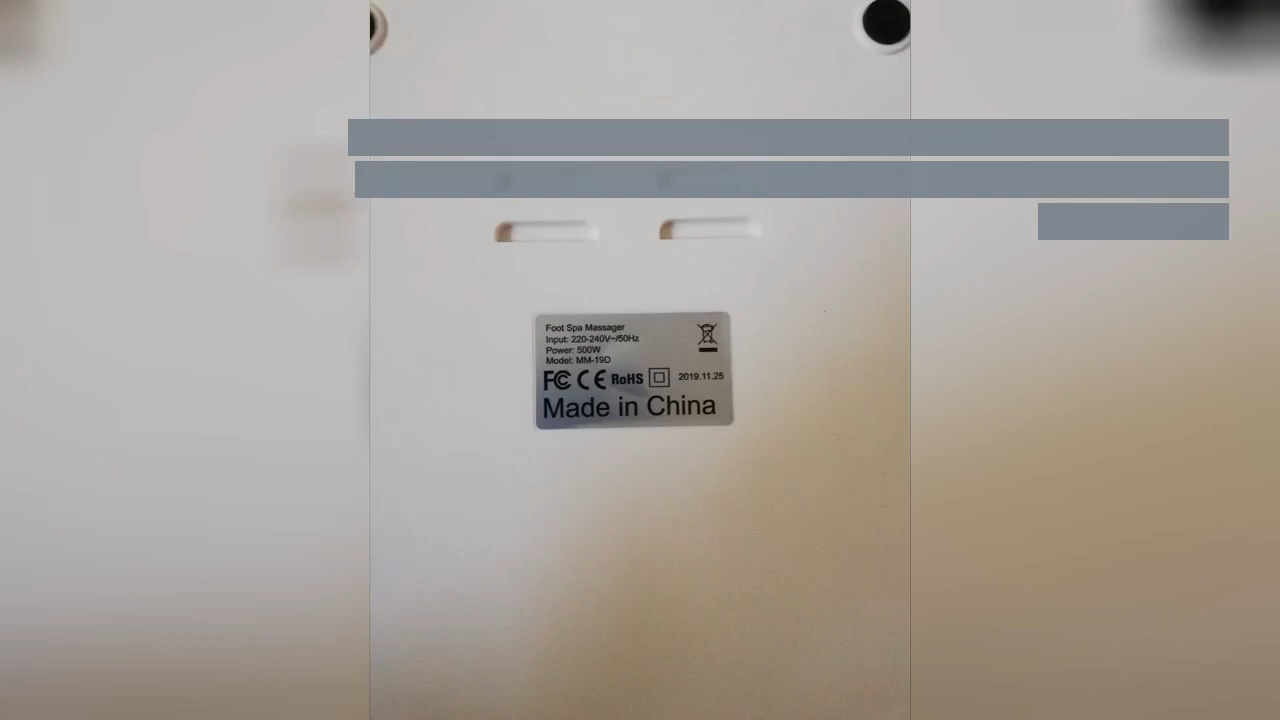 Foot Spa Massager
Input: 220-240V~/50Hz
Power: 500W
Model: MM-19D
FC CE RoHS 2019.11.25
Made in China